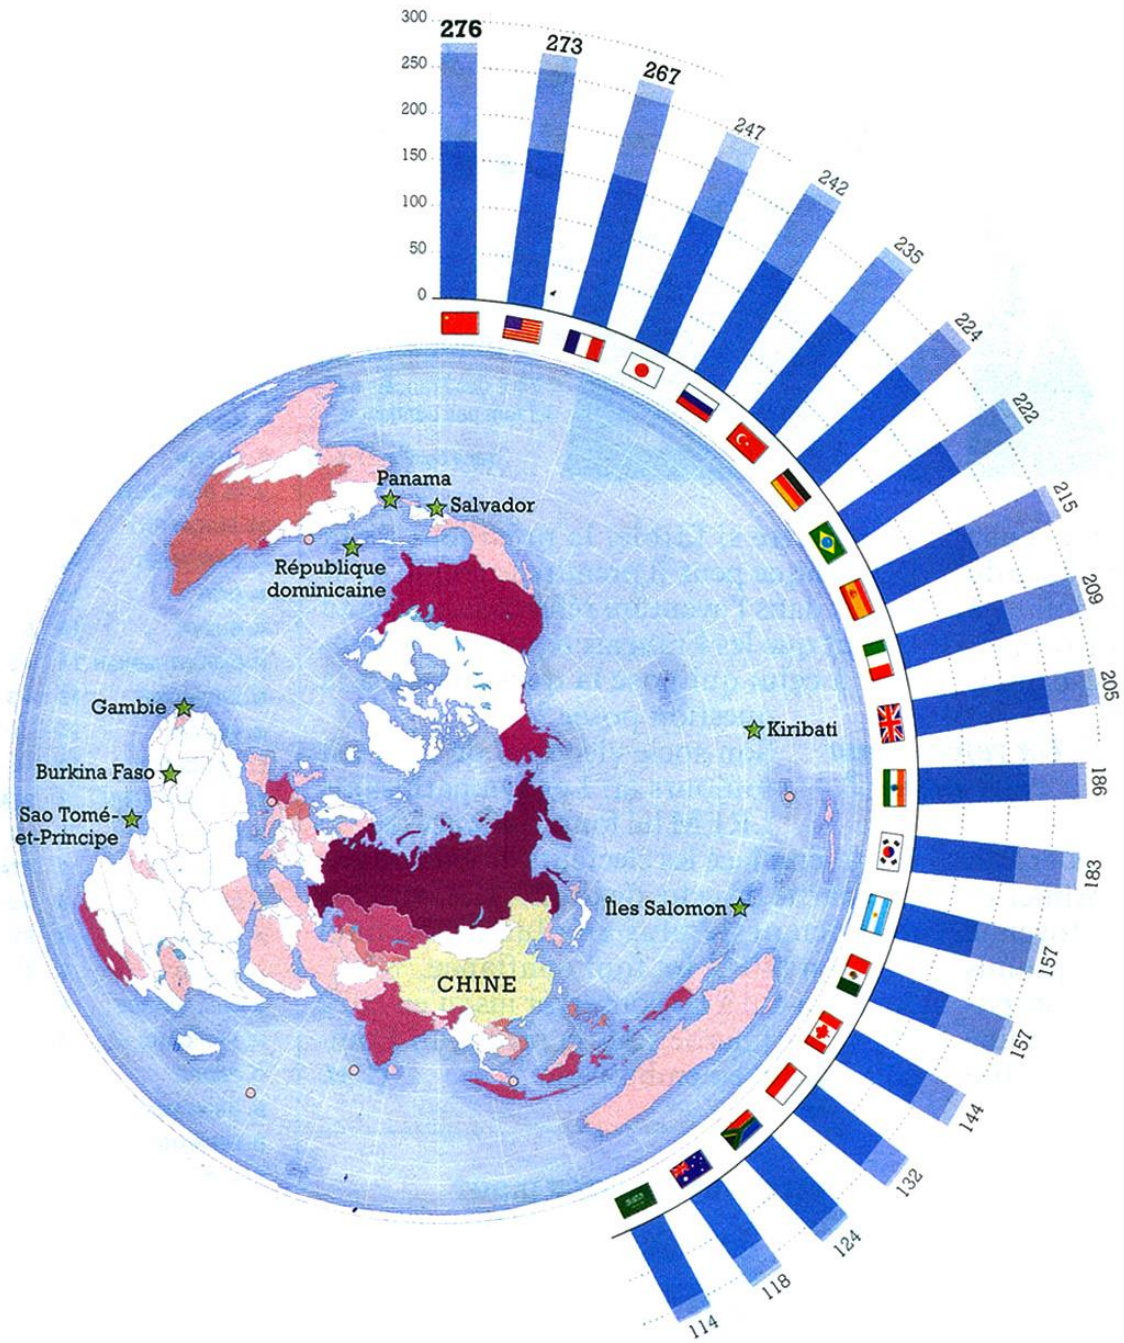 300
250
200
150
100
50
0
276
273
267
247
242
235
224
222
215
209
205
186
183
157
157
144
132
124
118
114
Panama
Salvador
République
dominicaine
Gambie
Burkina Faso
Sao Tomé-
et-Principe
Kiribati
Îles Salomon
CHINE